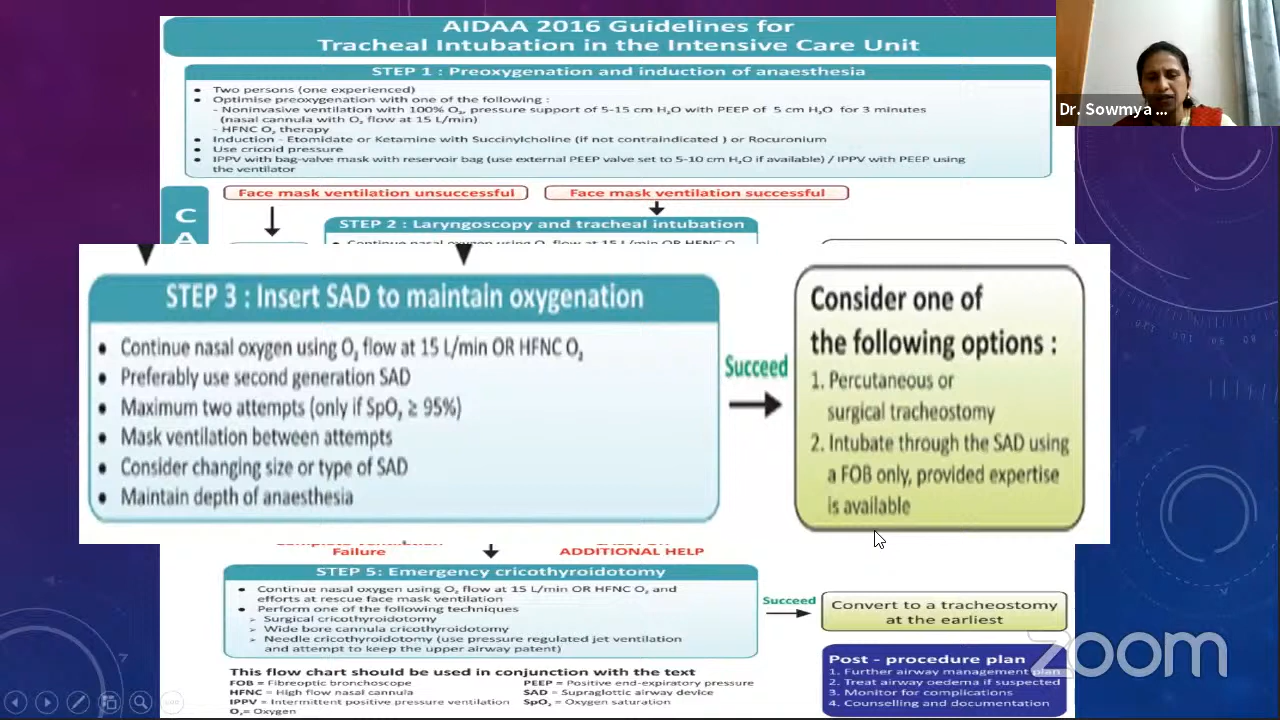 AIDAA 2016 Guidelines for
Tracheal Intubation in the Intensive Care Unit
STEP 1 : Preoxygenation and induction of anaesthesia
• Two persons (one experienced)
• Optimise preoxygenation with one of the following :
- Noninvasive ventilation with 100% O₂, pressure support of 5-15 cm H₂O with PEEP of 5 cm H₂O for 3 minutes
(nasal cannula with O₂ flow at 15 L/min)
- HFNC O₂ therapy
• Induction - Etomidate or Ketamine with Succinylcholine (if not contraindicated ) or Rocuronium
• Use cricoid pressure
• IPPV with bag-valve mask with reservoir bag (use external PEEP valve set to 5-10 cm H₂O if available) / IPPV with PEEP using
the ventilator
Dr. Sowmya ...
Face mask ventilation unsuccessful
Face mask ventilation successful
C
A
STEP 2 : Laryngoscopy and tracheal intubation
• Continue nasal oxygen using O₂ flow at 15 L/min OR HFNC O₂
STEP 3 : Insert SAD to maintain oxygenation
• Continue nasal oxygen using O₂ flow at 15 L/min OR HFNC O₂
• Preferably use second generation SAD
• Maximum two attempts (only if SpO₂ ≥ 95%)
• Mask ventilation between attempts
• Consider changing size or type of SAD
• Maintain depth of anaesthesia
Succeed
Consider one of
the following options :
1. Percutaneous or
surgical tracheostomy
2. Intubate through the SAD using
a FOB only, provided expertise
is available
Failure
ADDITIONAL HELP
STEP 5: Emergency cricothyroidotomy
• Continue nasal oxygen using O₂ flow at 15 L/min OR HFNC O₂ and
efforts at rescue face mask ventilation
• Perform one of the following techniques
➢ Surgical cricothyroidotomy
➢ Wide bore cannula cricothyroidotomy
➢ Needle cricothyroidotomy (use pressure regulated jet ventilation
and attempt to keep the upper airway patent)
Succeed
Convert to a tracheostomy
at the earliest
Post - procedure plan
1. Further airway management plan
2. Treat airway oedema if suspected
3. Monitor for complications
4. Counselling and documentation
This flow chart should be used in conjunction with the text
FOB = Fibreoptic bronchoscope
PEEP = Positive end-expiratory pressure
HFNC = High flow nasal cannula
SAD = Supraglottic airway device
IPPV = Intermittent positive pressure ventilation
SpO₂ = Oxygen saturation
O₂= Oxygen
zoom